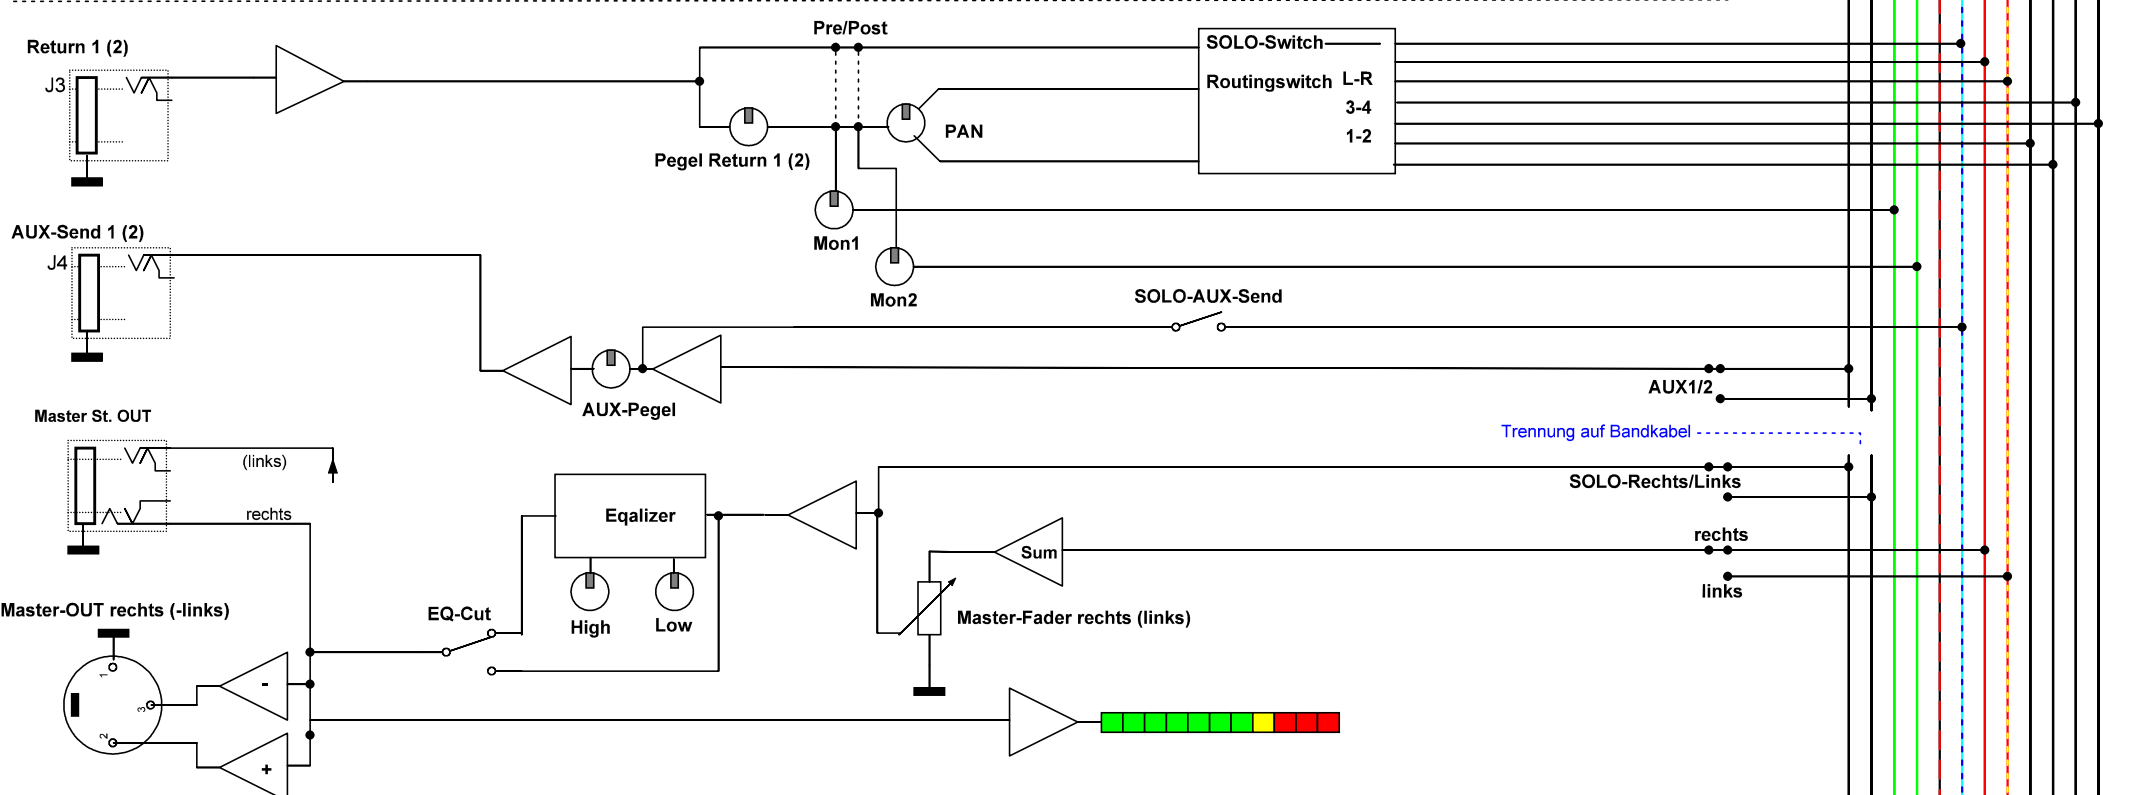 Pre/Post
Return 1 (2)
SOLO-Switch
J3
Routingswitch L-R
3-4
1-2
PAN
Pegel Return 1 (2)
AUX-Send 1 (2)
Mon1
J4
Mon2
SOLO-AUX-Send
AUX1/2
AUX-Pegel
Master St. OUT
Trennung auf Bandkabel
(links)
SOLO-Rechts/Links
rechts
Eqalizer
rechts
Sum
links
Master-OUT rechts (-links)
EQ-Cut
High
Low
Master-Fader rechts (links)
1
-
3
2
+